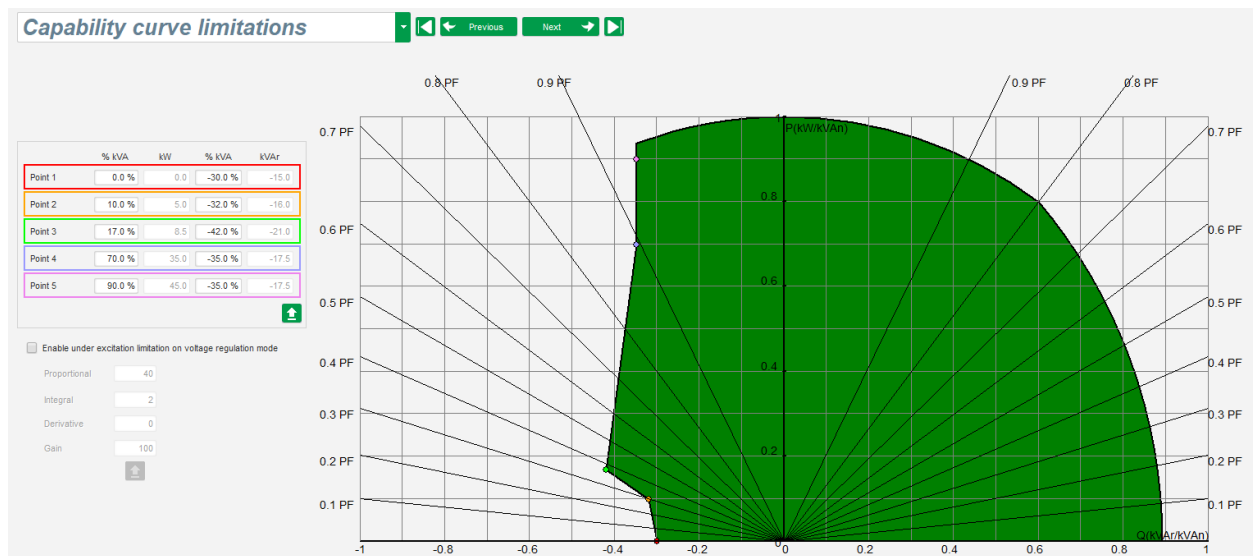 Capability curve limitations
Previous
Next
0.8 PF
0.9 PF
0.9 PF
0.8 PF
0.7 PF
P(kW/kVAn)
0.7 PF
% kVA kW % kVA kVAr
Point 1 0.0 % 0.0 -30.0 % -15.0
Point 2 10.0 % 5.0 -32.0 % -16.0
Point 3 17.0 % 8.5 -42.0 % -21.0
Point 4 70.0 % 35.0 -35.0 % -17.5
Point 5 90.0 % 45.0 -35.0 % -17.5
Enable under excitation limitation on voltage regulation mode
Proportional 40
Integral 2
Derivative 0
Gain 100
1
0.8
0.6 PF
0.6 PF
0.6
0.5 PF
0.5 PF
0.4 PF
0.4
0.4 PF
0.3 PF
0.3 PF
0.2 PF
0.2
0.2 PF
0.1 PF
0.1 PF
0
Q(kVAr/kVAn)
-1 -0.8 -0.6 -0.4 -0.2 0 0.2 0.4 0.6 0.8 1